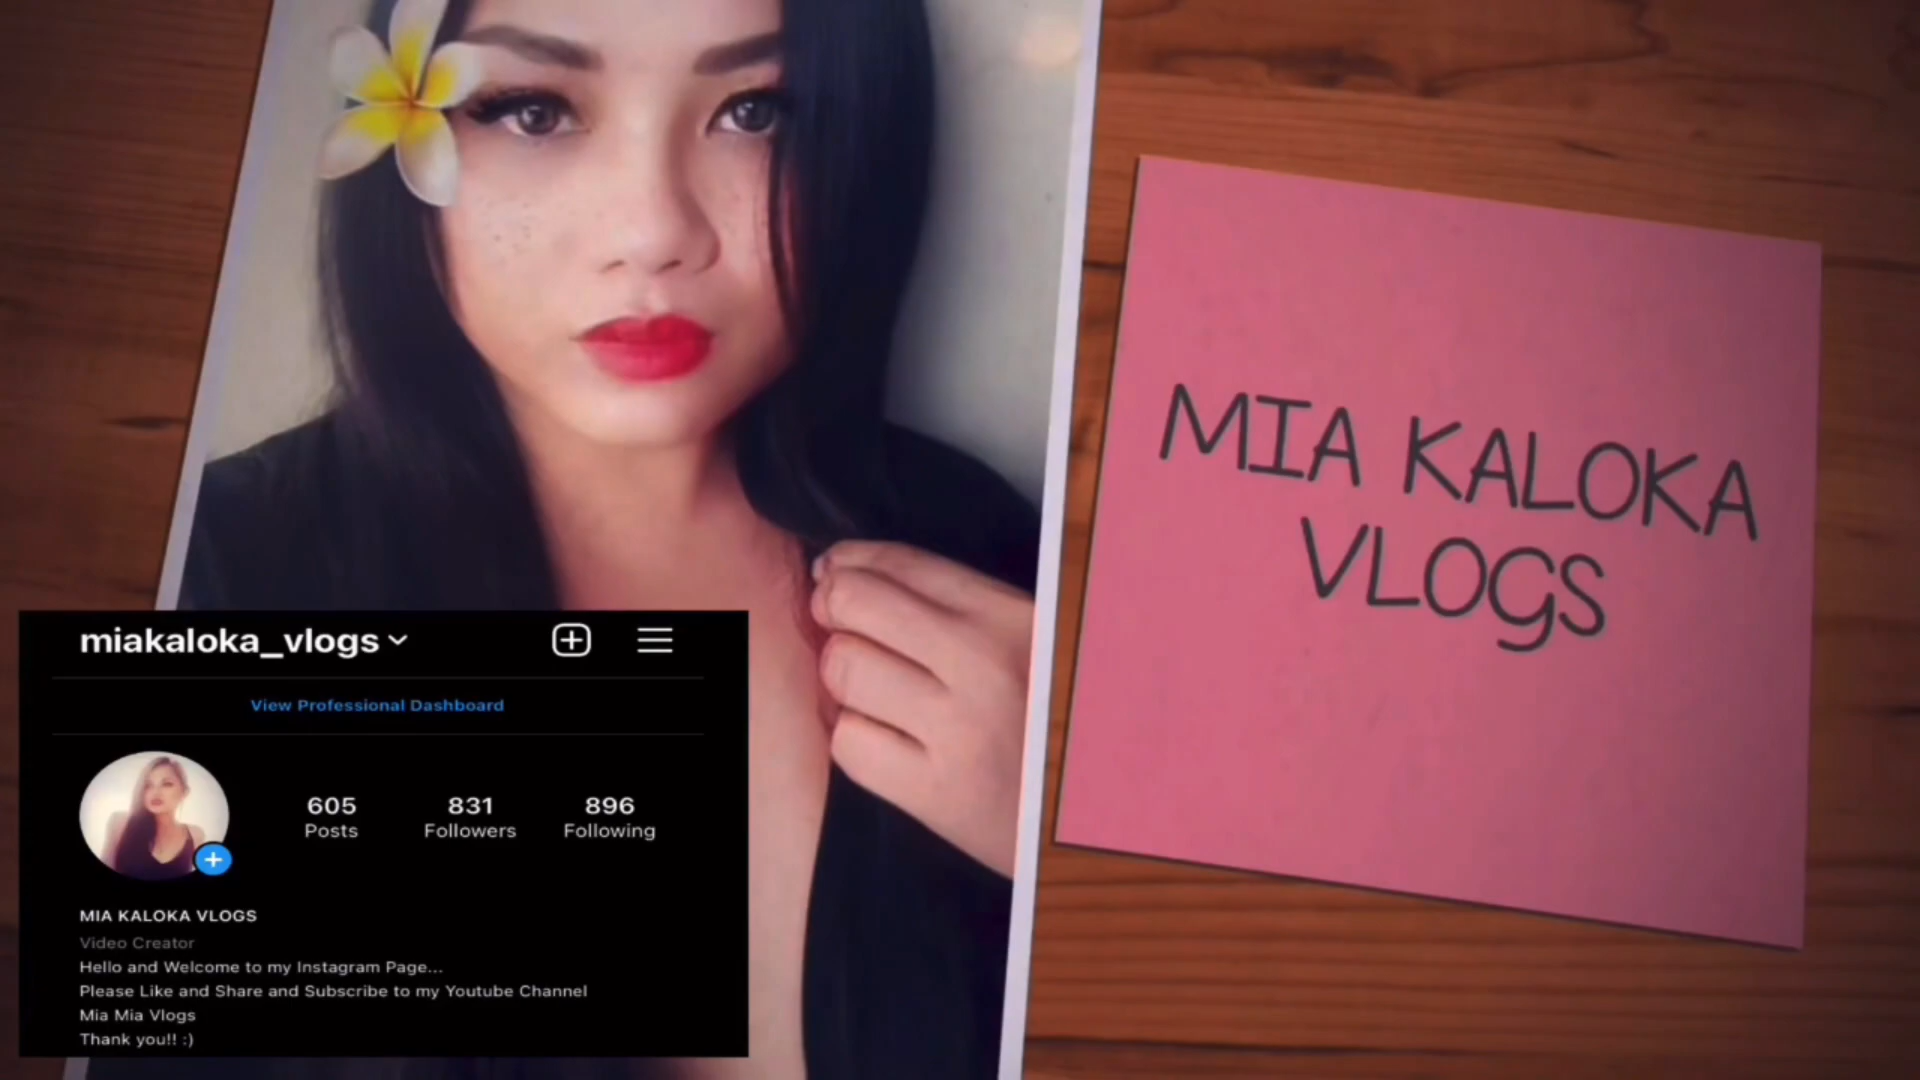 MIA KALOKA
VLOGS
miakaloka_vlogs
View Professional Dashboard
605 831 896
Posts Followers Following
MIA KALOKA VLOGS
Video Creator
Hello and Welcome to my Instagram Page...
Please Like and Share and Subscribe to my Youtube Channel
Mia Mia Vlogs
Thank you!! :)